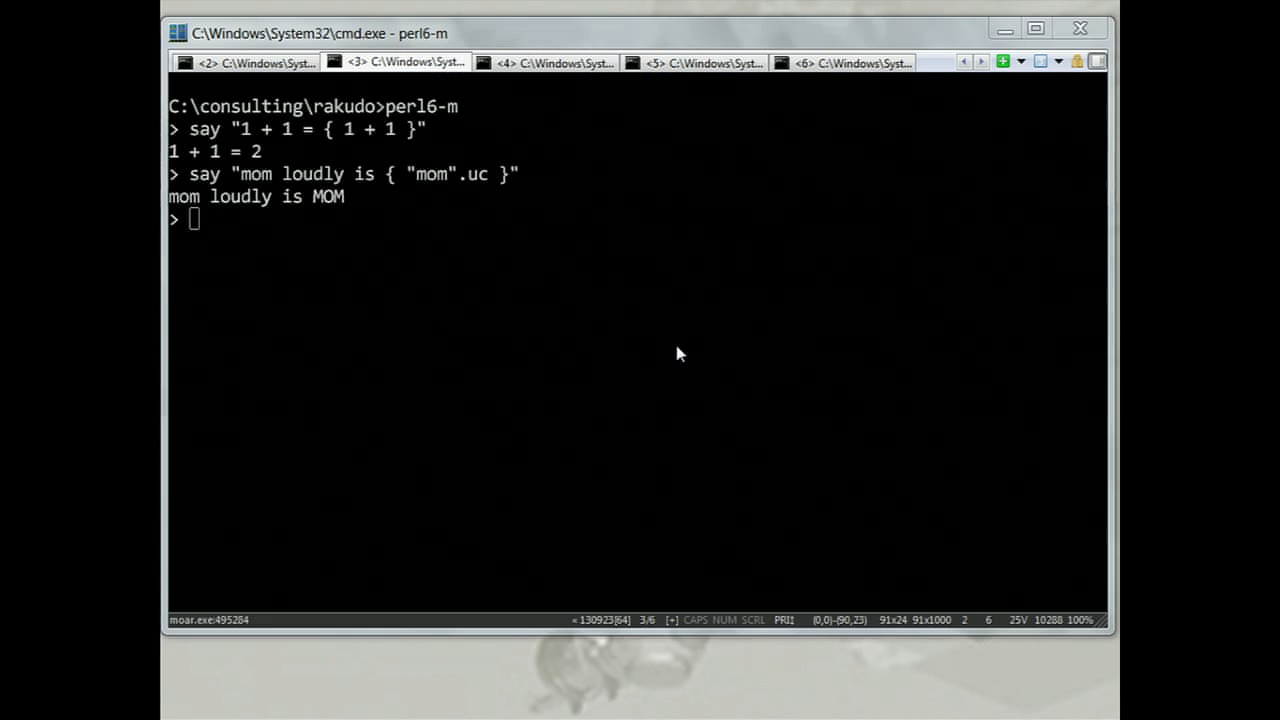 C:\Windows\System32\cmd.exe - perl6-m
<2> C:\Windows\Syst... <3> C:\Windows\Syst... <4> C:\Windows\Syst... <5> C:\Windows\Syst... <6> C:\Windows\Syst...
C:\consulting\rakudo>perl6-m
> say "1 + 1 = { 1 + 1 }"
1 + 1 = 2
> say "mom loudly is { "mom".uc }"
mom loudly is MOM
>
moar.exe:495284 « 130923[64] 3/6 [+] CAPS NUM SCRL PRI‡ (0,0)-(90,23) 91x24 91x1000 2 6 25V 10288 100%